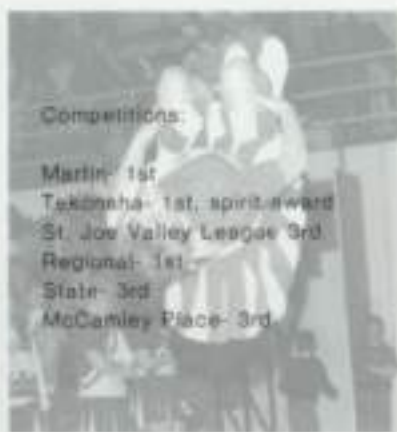 Competitions:
Martin- 1st
Tekonsha- 1st, spirit award
St. Joe Valley League 3rd
Regional- 1st
State- 3rd
McCamley Place- 3rd